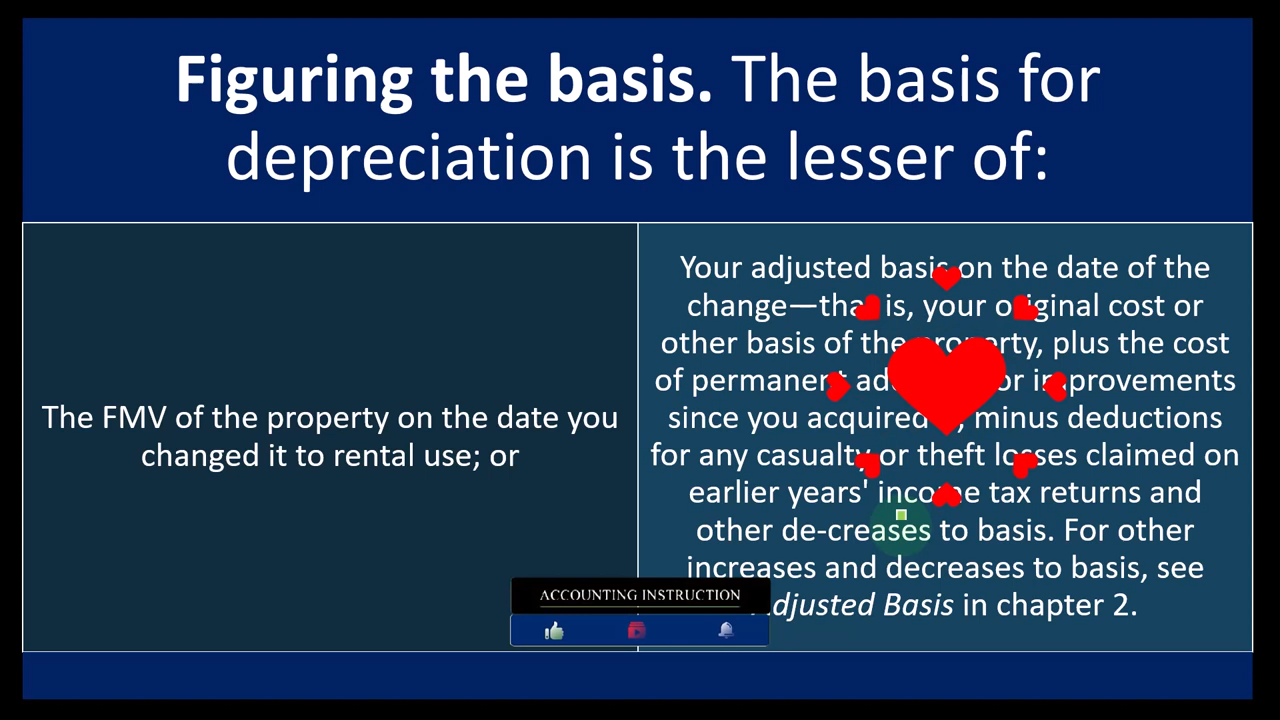 Figuring the basis. The basis for
depreciation is the lesser of:
The FMV of the property on the date you
changed it to rental use; or
Your adjusted basis on the date of the
change—that is, your original cost or
other basis of the property, plus the cost
of permanent or improvements
since you acquired minus deductions
for any casualty or theft losses claimed on
earlier years' income tax returns and
other de-creases to basis. For other
increases and decreases to basis, see
Adjusted Basis in chapter 2.
ACCOUNTING INSTRUCTION